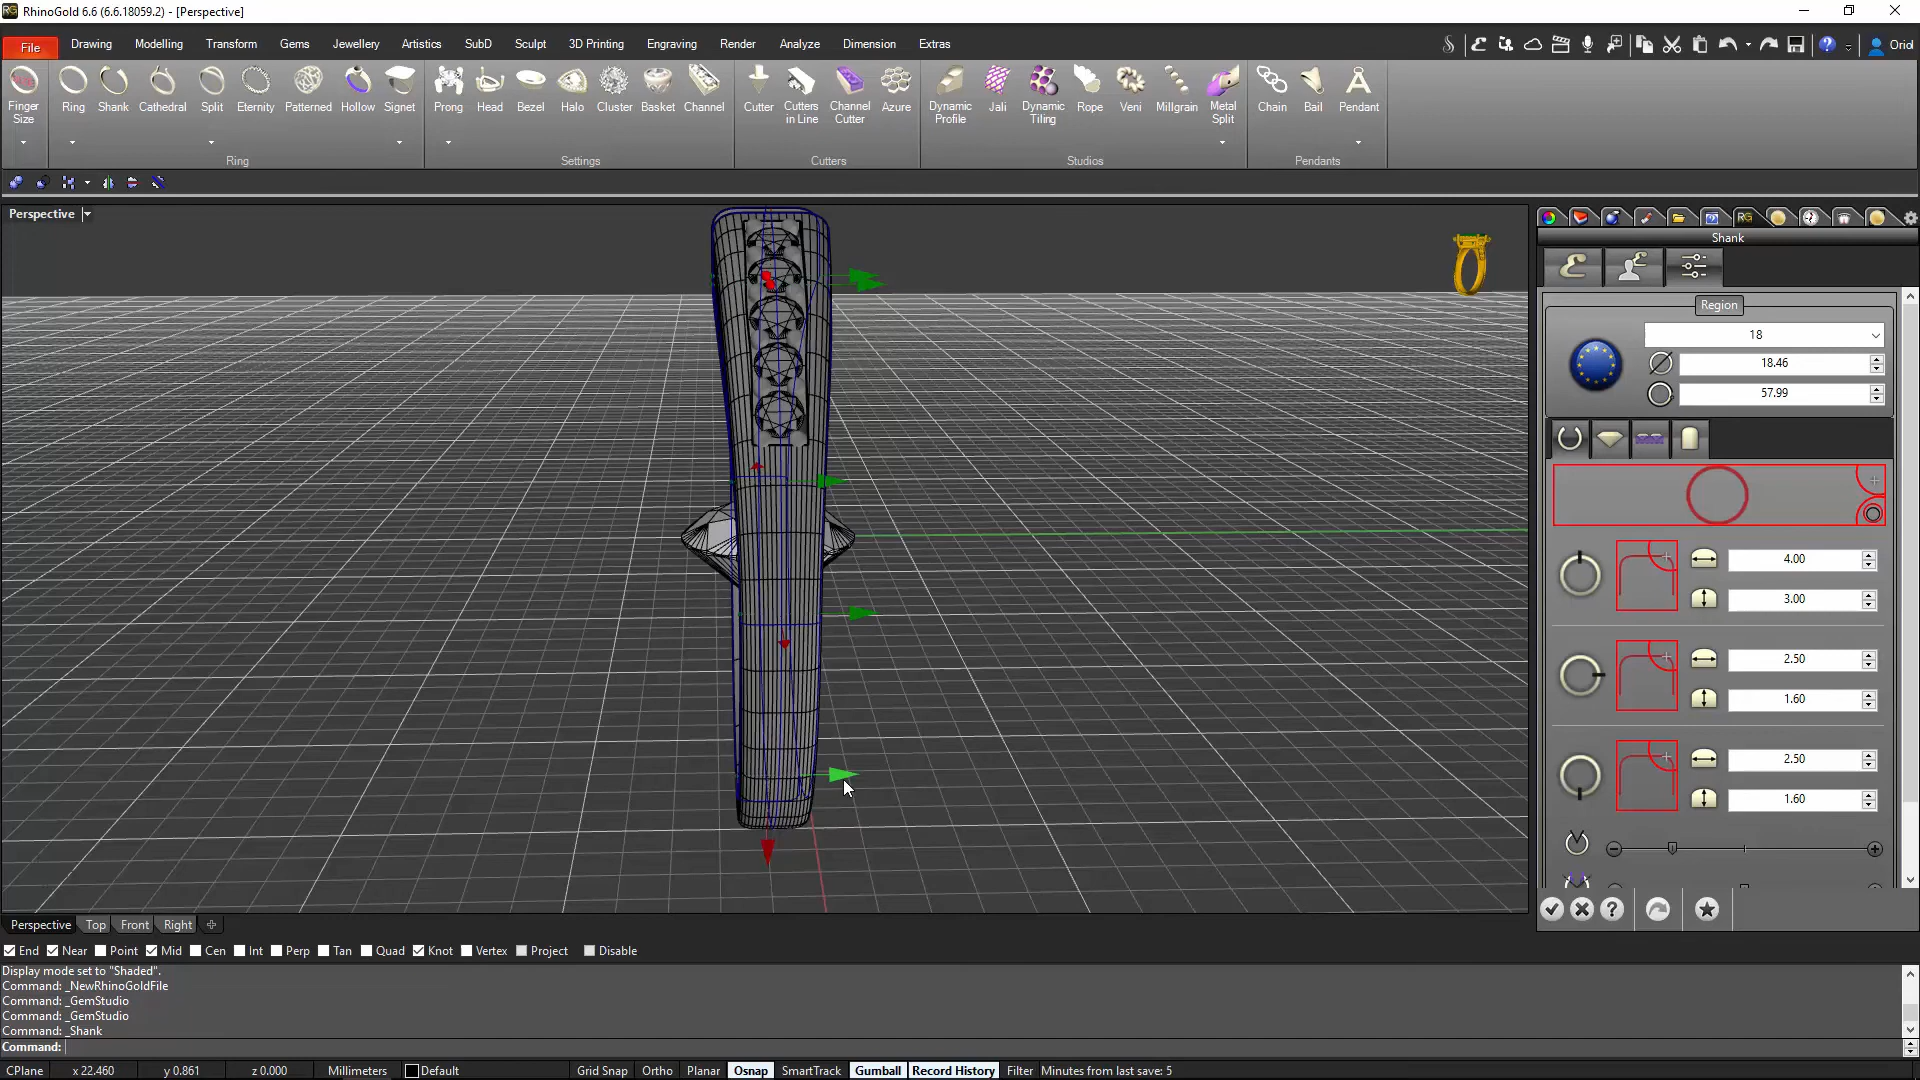 RhinoGold 6.6 (6.6.18059.2) - [Perspective]
File Drawing Modelling Transform Gems Jewellery Artistics SubD Sculpt 3D Printing Engraving Render Analyze Dimension Extras Oriol
Finger Size Ring Shank Cathedral Split Eternity Patterned Hollow Signet Prong Head Bezel Halo Cluster Basket Channel Cutter Cutters in Line Channel Cutter Azure Dynamic Profile Jali Dynamic Tiling Rope Veni Millgrain Metal Split Chain Bail Pendant
Ring Settings Cutters Studios Pendants
Perspective
RG
Shank
Region
18
18.46
57.99
4.00
3.00
2.50
1.60
2.50
1.60
Perspective Top Front Right
End Near Point Mid Cen Int Perp Tan Quad Knot Vertex Project Disable
Display mode set to "Shaded".
Command: _NewRhinoGoldFile
Command: _GemStudio
Command: _GemStudio
Command: _Shank
Command:
CPlane x 22.460 y 0.861 z 0.000 Millimeters Default Grid Snap Ortho Planar Osnap SmartTrack Gumball Record History Filter Minutes from last save: 5